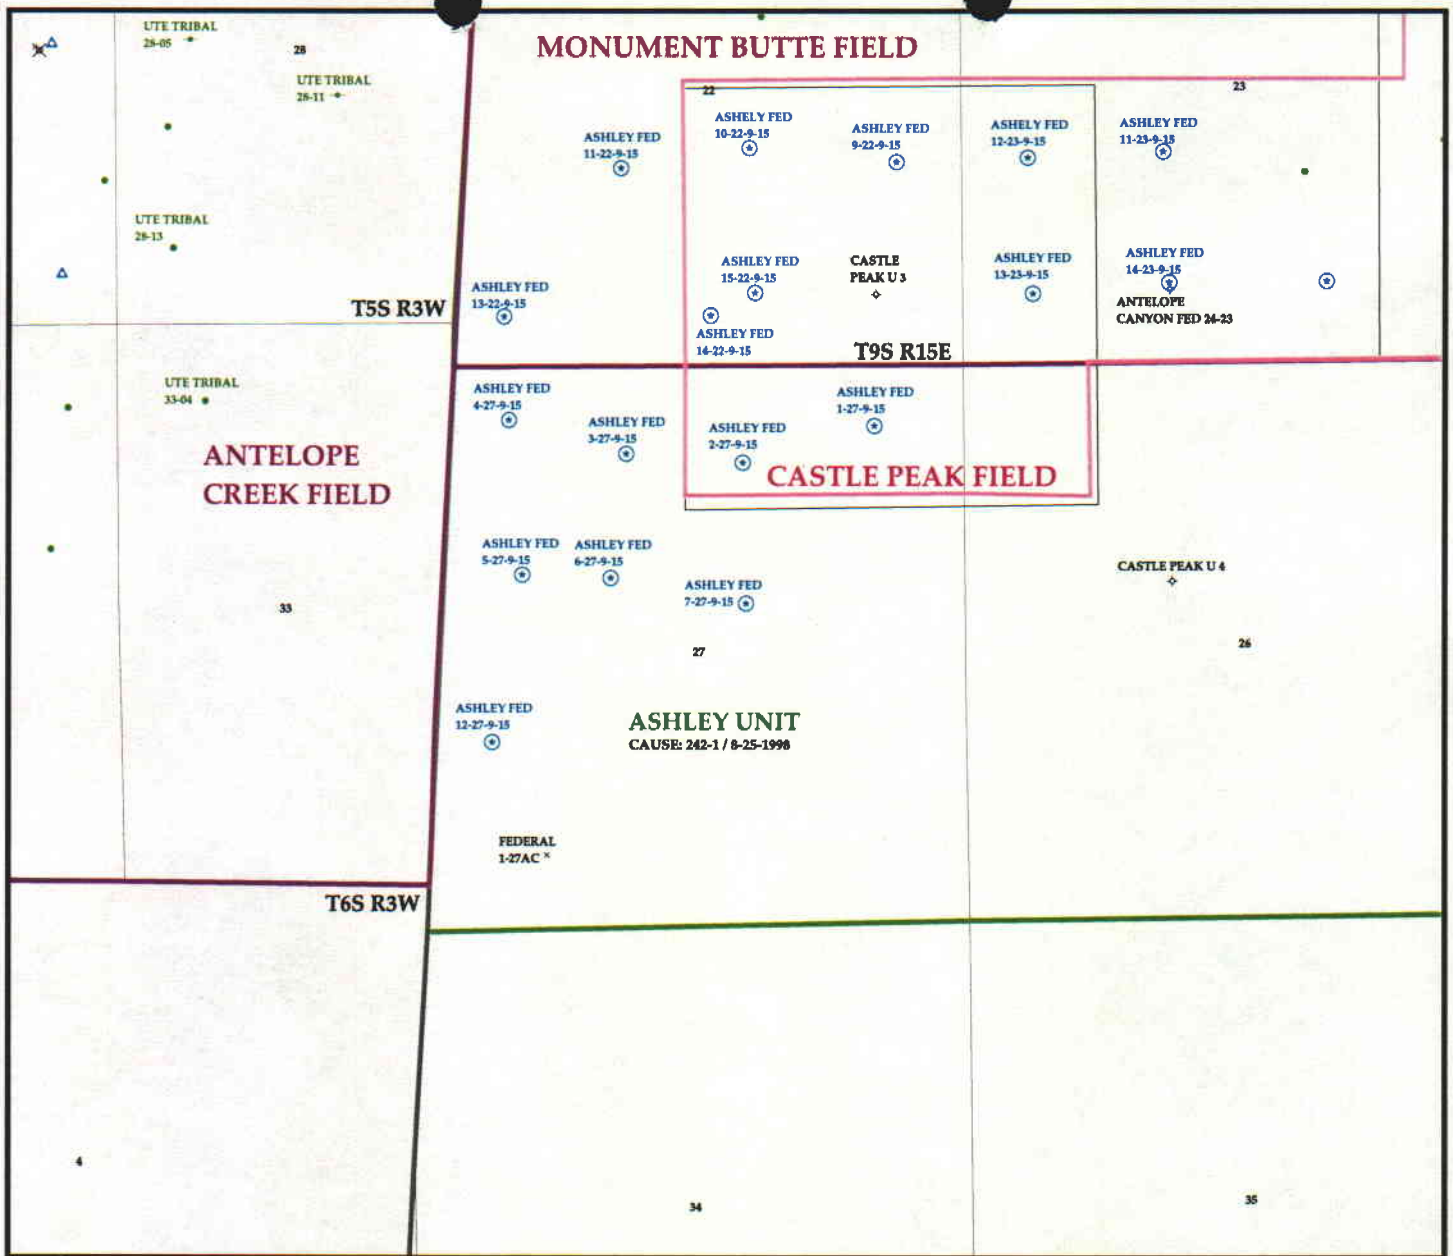 UTE TRIBAL
28-05
28
UTE TRIBAL
28-11
UTE TRIBAL
28-13
T5S R3W
MONUMENT BUTTE FIELD
22
23
ASHLEY FED
11-22-9-15
ASHELY FED
10-22-9-15
ASHLEY FED
9-22-9-15
ASHELY FED
12-23-9-15
ASHLEY FED
11-23-9-15
ASHLEY FED
13-22-9-15
ASHLEY FED
15-22-9-15
CASTLE
PEAK U 3
ASHLEY FED
13-23-9-15
ASHLEY FED
14-23-9-15
ANTELOPE
CANYON FED 24-23
ASHLEY FED
14-22-9-15
T9S R15E
UTE TRIBAL
33-04
ANTELOPE
CREEK FIELD
33
ASHLEY FED
4-27-9-15
ASHLEY FED
3-27-9-15
ASHLEY FED
2-27-9-15
ASHLEY FED
1-27-9-15
CASTLE PEAK FIELD
ASHLEY FED
5-27-9-15
ASHLEY FED
6-27-9-15
ASHLEY FED
7-27-9-15
CASTLE PEAK U 4
27
26
ASHLEY FED
12-27-9-15
ASHLEY UNIT
CAUSE: 242-1 / 8-25-1998
FEDERAL
1-27AC
T6S R3W
4
34
35